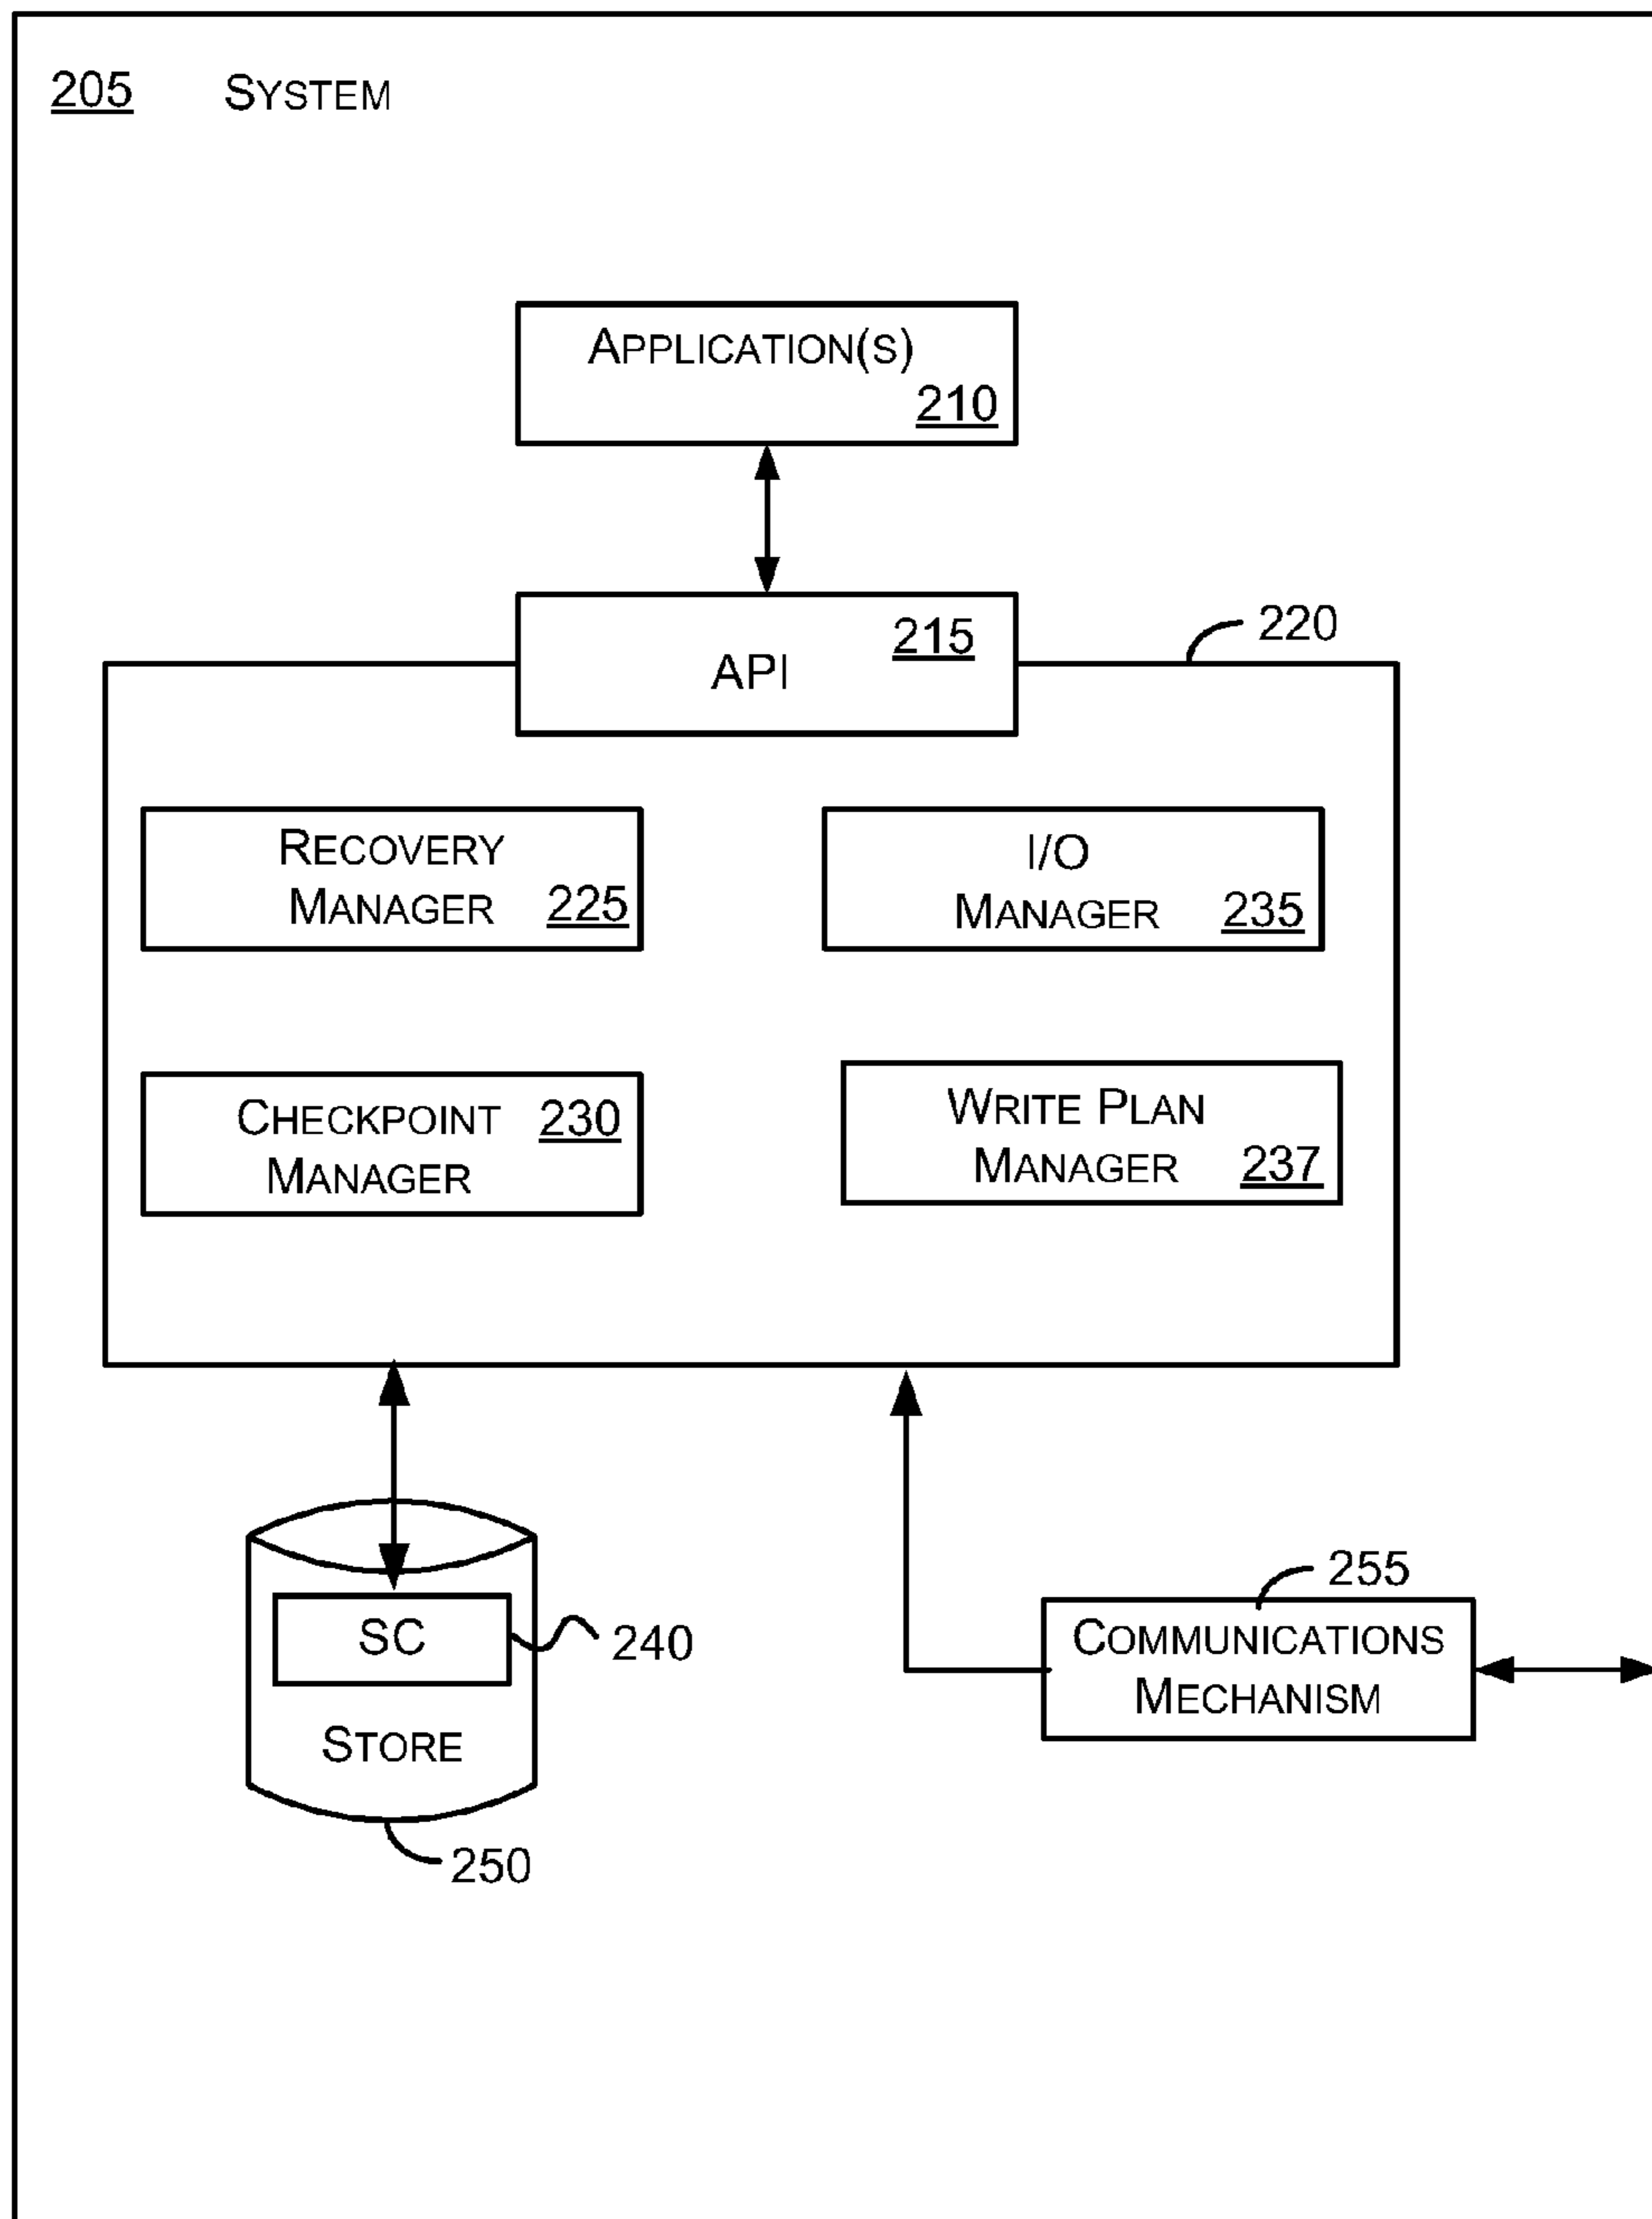 205 SYSTEM
APPLICATION(S)
210
215
API
220
RECOVERY
MANAGER 225
I/O
MANAGER 235
CHECKPOINT 230
MANAGER
WRITE PLAN
MANAGER 237
SC
240
STORE
250
255
COMMUNICATIONS
MECHANISM